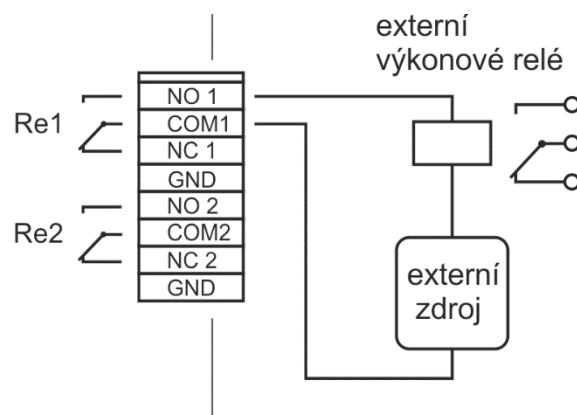 externí
výkonové relé
Re1
NO 1
COM1
NC 1
GND
Re2
NO 2
COM2
NC 2
GND
externí
zdroj